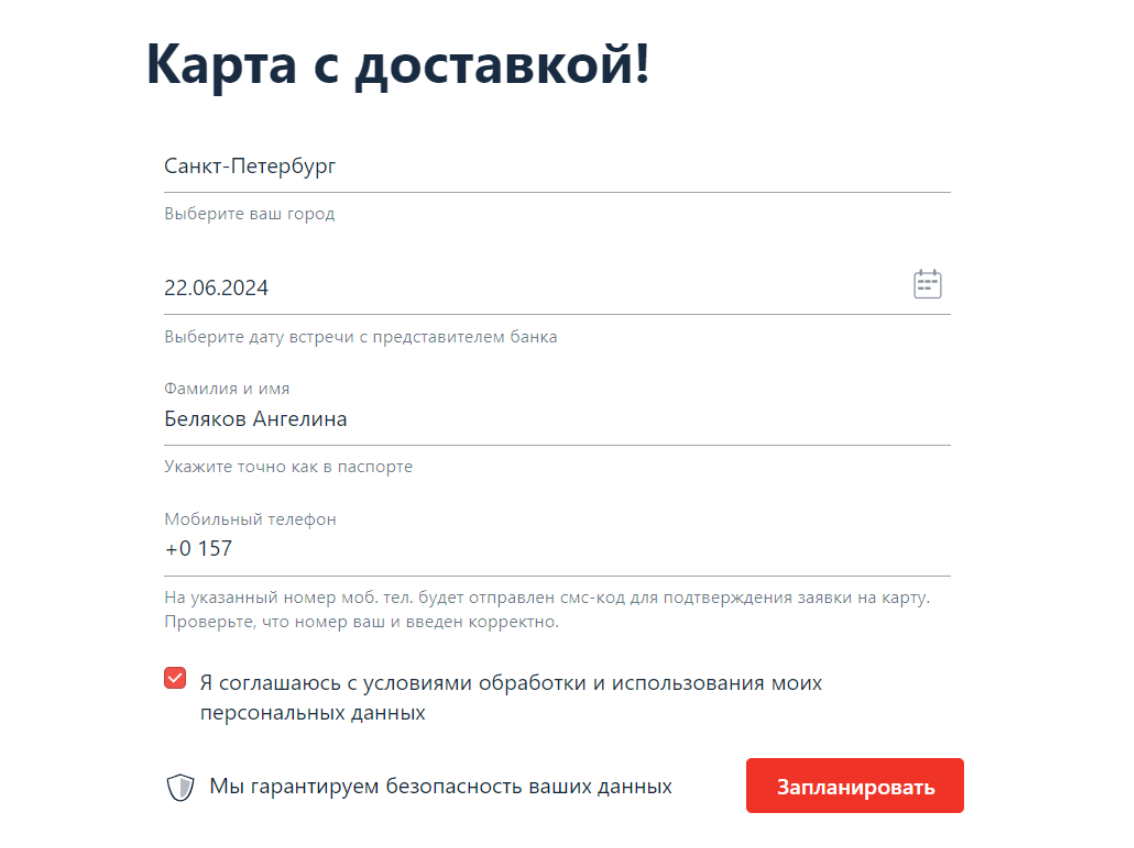 Карта с доставкой!
Санкт-Петербург
Выберите ваш город
22.06.2024
Выберите дату встречи с представителем банка
Фамилия и имя
Беляков Ангелина
Укажите точно как в паспорте
Мобильный телефон
+0 157
На указанный номер моб. тел. будет отправлен смс-код для подтверждения заявки на карту.
Проверьте, что номер ваш и введен корректно.
Я соглашаюсь с условиями обработки и использования моих
персональных данных
Мы гарантируем безопасность ваших данных
Запланировать